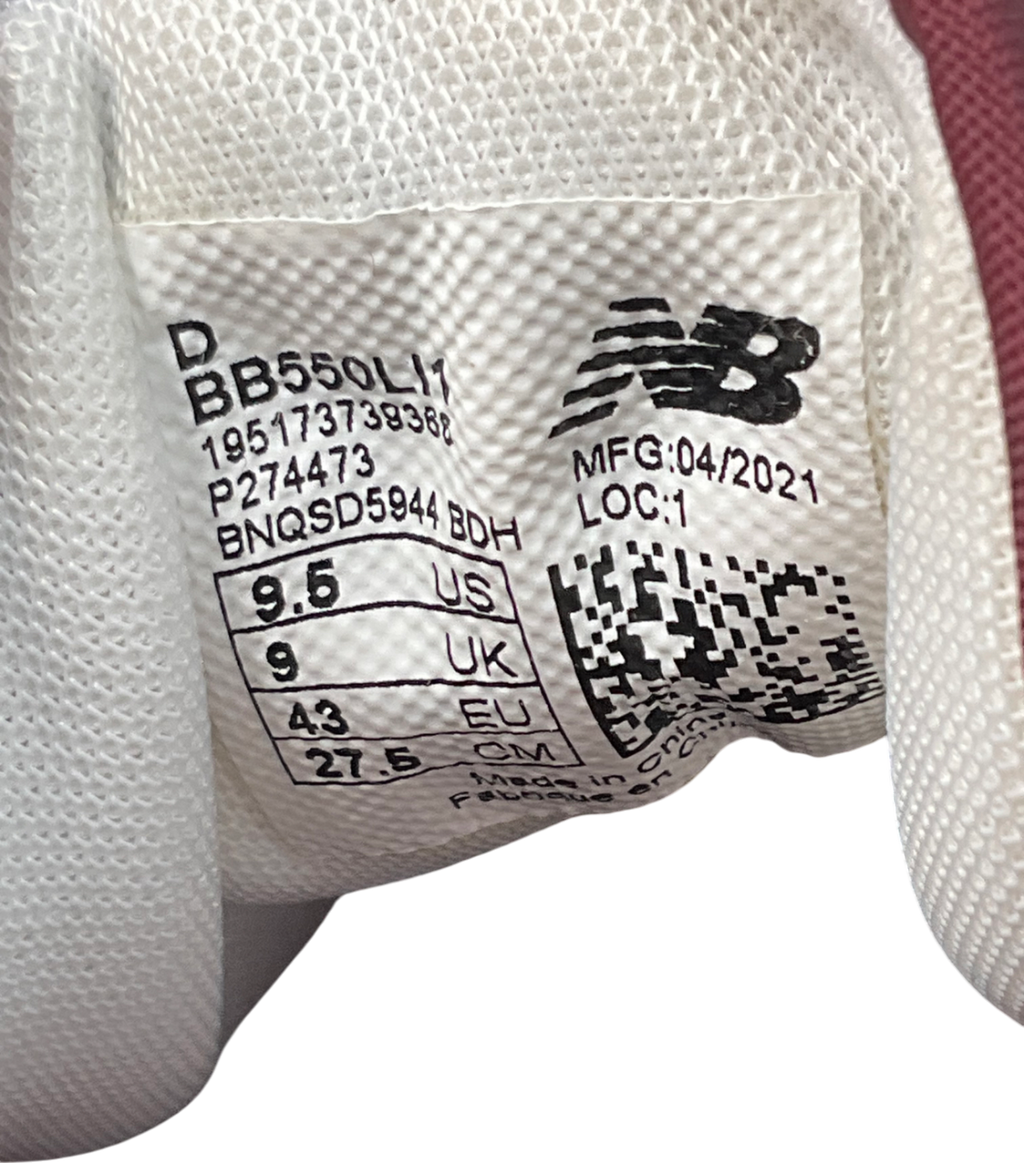 D
BB550LI1
195173739368
P274473
BNQSD5944 BDH
9.5 US
9 UK
43 EU
27.5 CM
NB
MFG:04/2021
LOC:1
Made in China
Fabriqué en Chine